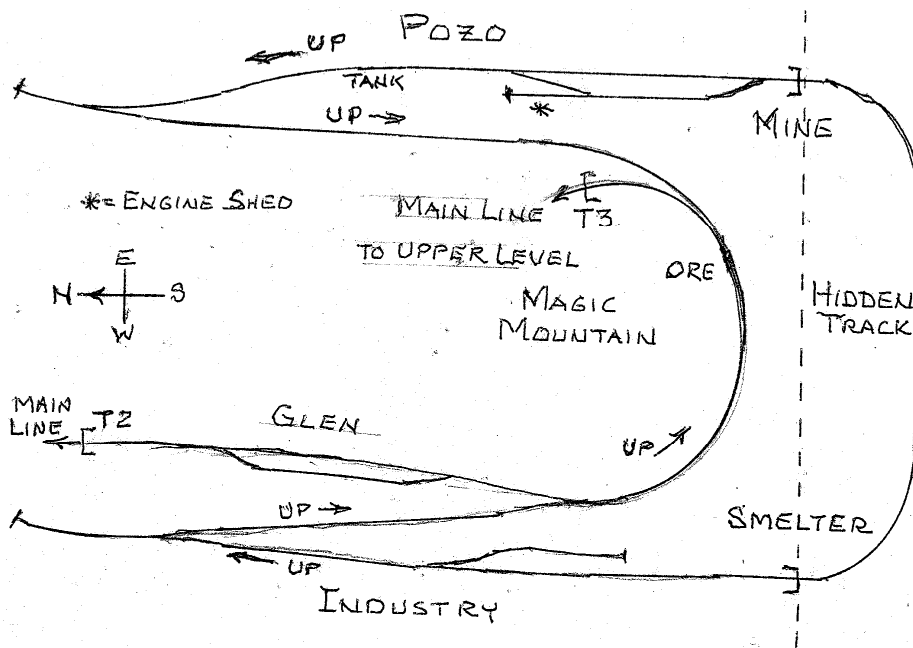 POZO
UP
TANK
UP
*
MINE
*= ENGINE SHED
MAIN LINE
TO UPPER LEVEL
T3
ORE
E
N S
W
MAGIC
MOUNTAIN
HIDDEN
TRACK
MAIN
LINE
T2
GLEN
UP
UP
SMELTER
UP
INDUSTRY